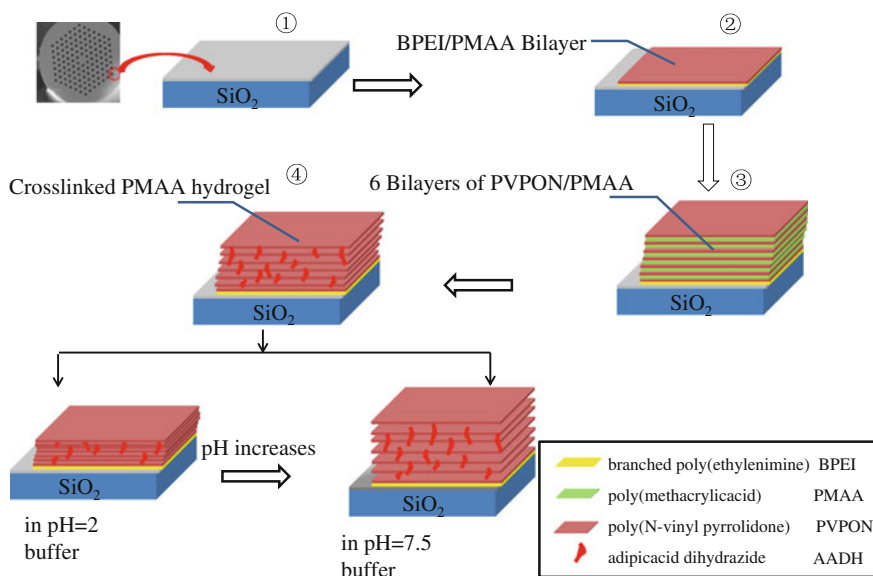 ①
BPEI/PMAA Bilayer
②
SiO2
SiO2
Crosslinked PMAA hydrogel
④
6 Bilayers of PVPON/PMAA
③
SiO2
SiO2
pH increases
SiO2
SiO2
in pH=2
buffer
in pH=7.5
buffer
branched poly(ethylenimine) BPEI
poly(methacrylicacid) PMAA
poly(N-vinyl pyrrolidone) PVPON
adipicacid dihydrazide AADH